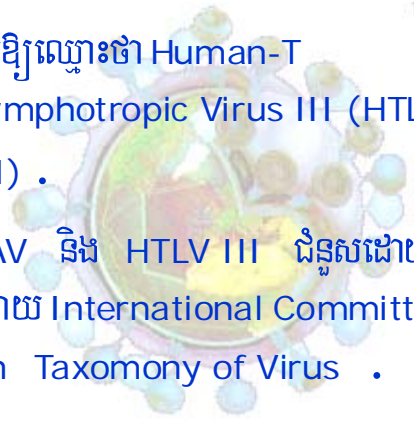 ឱ្យឈ្មោះថា Human-T
ymphotropic Virus III (HTL
) .
AV និង HTLV III ជំនួសដោយ
ដោយ International Committ
n Taxomony of Virus .